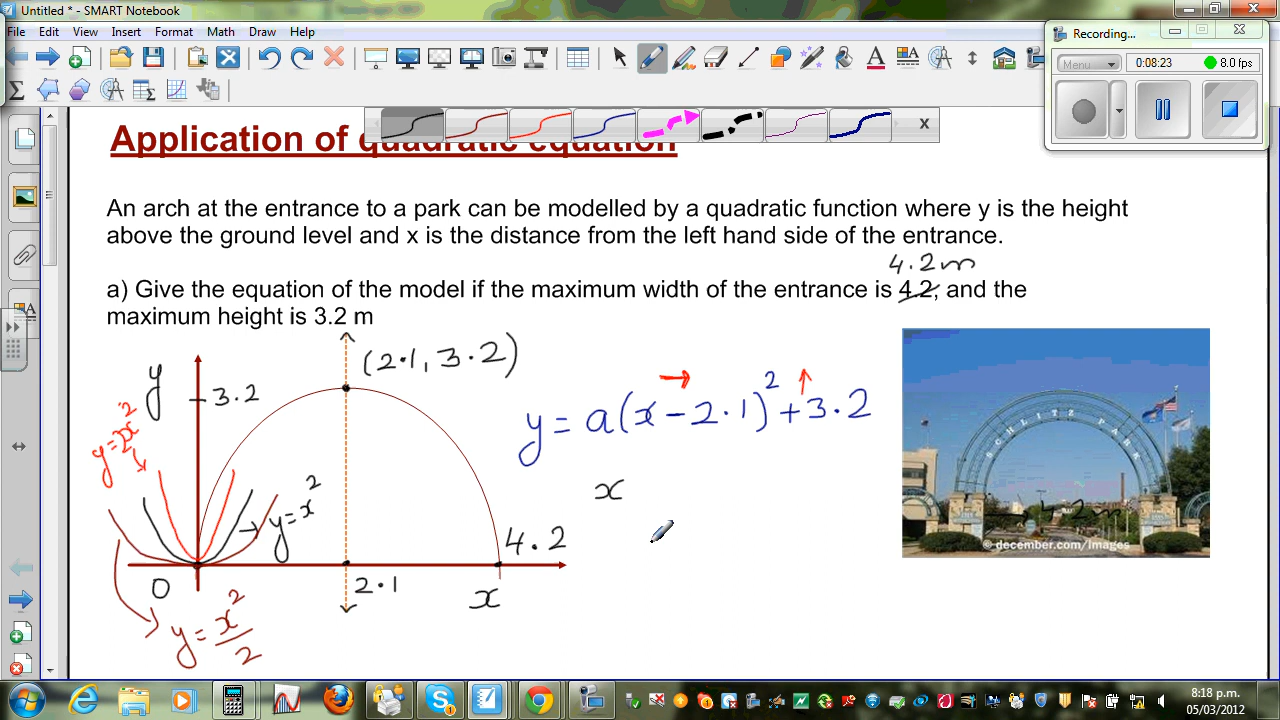 Untitled * - SMART Notebook
File Edit View Insert Format Math Draw Help
Recording...
Menu 0:08:23 8.0 fps
x
Application of quadratic equation
An arch at the entrance to a park can be modelled by a quadratic function where y is the height
above the ground level and x is the distance from the left hand side of the entrance.
4.2m
a) Give the equation of the model if the maximum width of the entrance is 4.2, and the
maximum height is 3.2 m
(2.1, 3.2)
y
3.2
y = a(x - 2.1)² + 3.2
y=2x²
y=x²
x
4.2
0
2.1
x
y = x²/2
SCHLITZ PARK
4.2m
© december.com/images
8:18 p.m.
05/03/2012